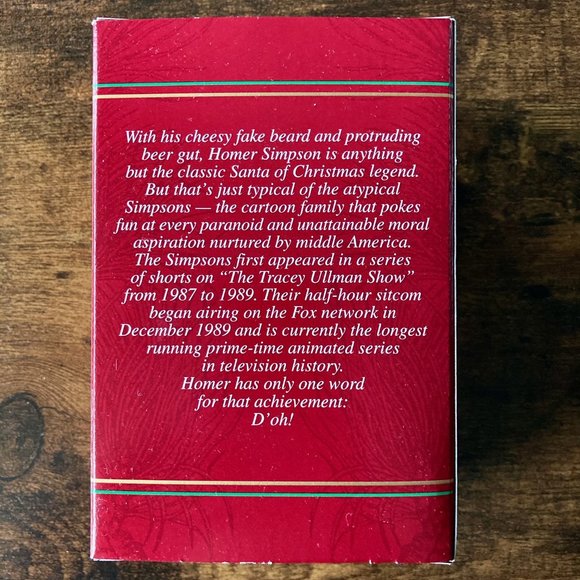 With his cheesy fake beard and protruding
beer gut, Homer Simpson is anything
but the classic Santa of Christmas legend.
But that's just typical of the atypical
Simpsons — the cartoon family that pokes
fun at every paranoid and unattainable moral
aspiration nurtured by middle America.
The Simpsons first appeared in a series
of shorts on “The Tracey Ullman Show”
from 1987 to 1989. Their half-hour sitcom
began airing on the Fox network in
December 1989 and is currently the longest
running prime-time animated series
in television history.
Homer has only one word
for that achievement:
D'oh!